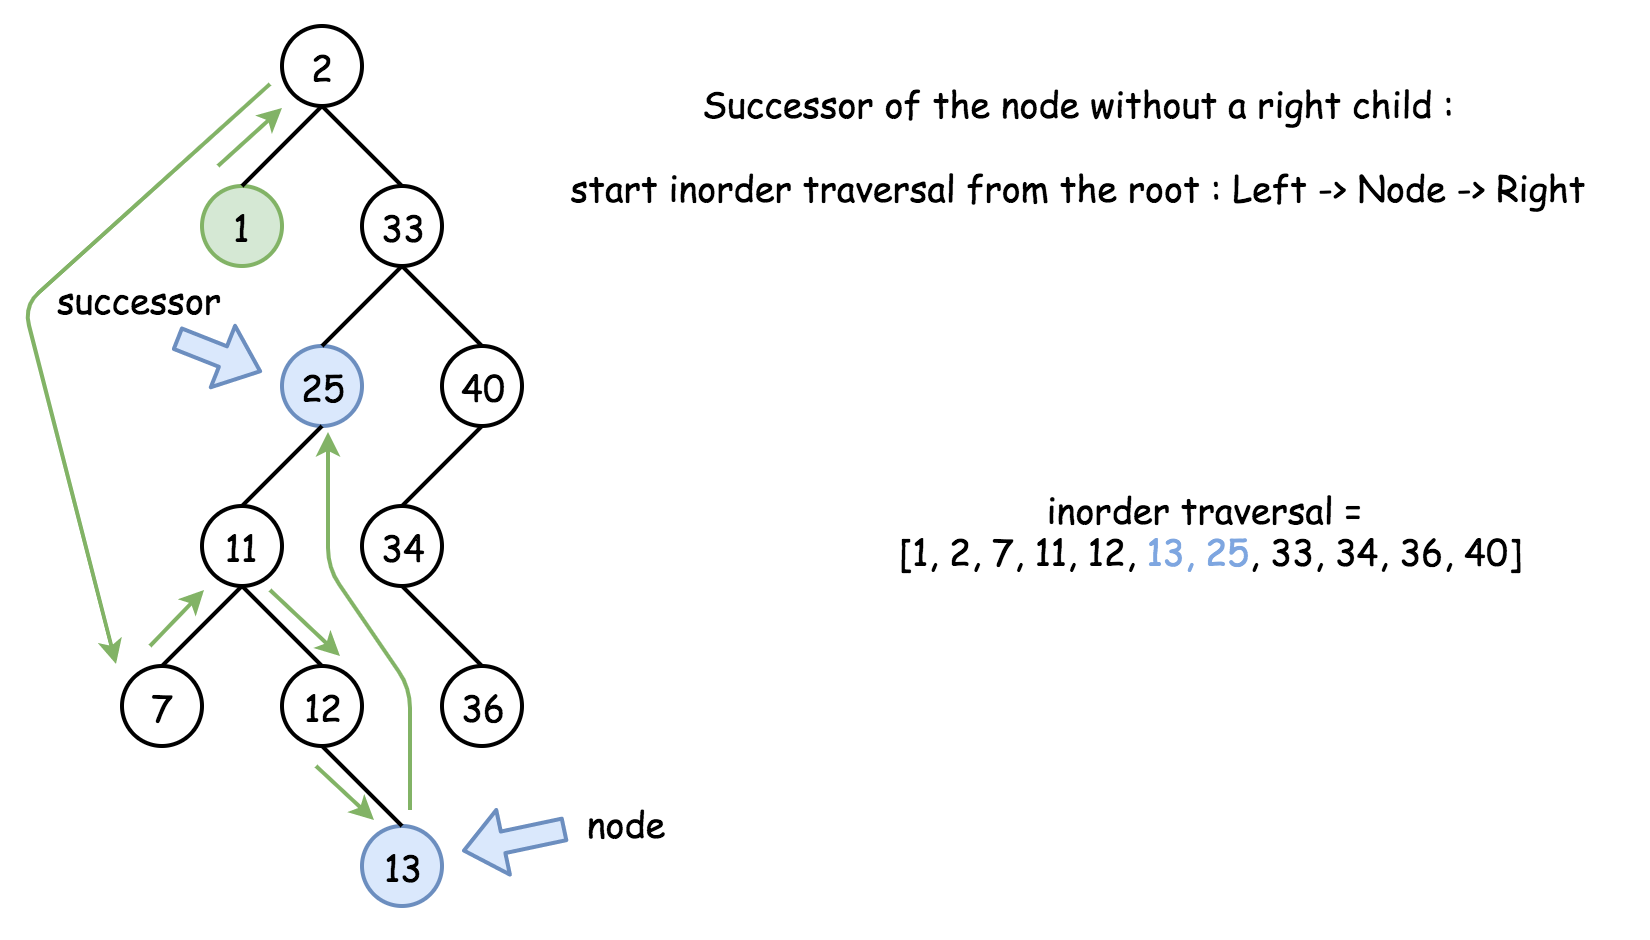 2
Successor of the node without a right child :
start inorder traversal from the root : Left -> Node -> Right
1
33
successor
25
40
11
34
inorder traversal =
[1, 2, 7, 11, 12, 13, 25, 33, 34, 36, 40]
7
12
36
node
13